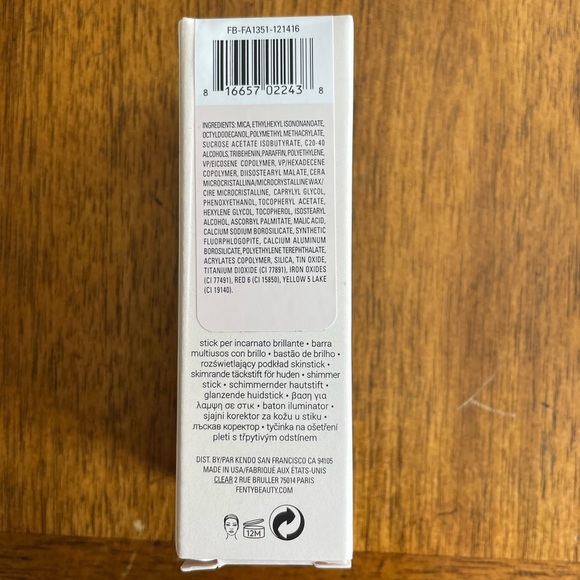 FB-FA1351-121416
8 16657 02243 8
INGREDIENTS: MICA, ETHYLHEXYL ISONONANOATE,
OCTYLDODECANOL, POLYMETHYL METHACRYLATE,
SUCROSE ACETATE ISOBUTYRATE, C20-40
ALCOHOLS, TRIBEHENIN, PARAFFIN, POLYETHYLENE,
VP/EICOSENE COPOLYMER, VP/HEXADECENE
COPOLYMER, DIISOSTEARYL MALATE, CERA
MICROCRISTALLINA/MICROCRYSTALLINE WAX/
CIRE MICROCRISTALLINE, CAPRYLYL GLYCOL,
PHENOXYETHANOL, TOCOPHERYL ACETATE,
HEXYLENE GLYCOL, TOCOPHEROL, ISOSTEARYL
ALCOHOL, ASCORBYL PALMITATE, MALIC ACID,
CALCIUM SODIUM BOROSILICATE, SYNTHETIC
FLUORPHLOGOPITE, CALCIUM ALUMINUM
BOROSILICATE, POLYETHYLENE TEREPHTHALATE,
ACRYLATES COPOLYMER, SILICA, TIN OXIDE,
TITANIUM DIOXIDE (CI 77891), IRON OXIDES
(CI 77491), RED 6 (CI 15850), YELLOW 5 LAKE
(CI 19140).
stick per incarnato brillante • barra
multiusos con brillo • bastão de brilho •
rozświetlający podkład skinstick •
skimrande täckstift för huden • shimmer
stick • schimmernder hautstift •
glanzende huidstick • βαση για
λαμψη σε στικ • baton iluminator •
sjajni korektor za kožu u stiku •
лъскав коректор • tyčinka na ošetření
pleti s třpytivým odstínem
DIST. BY/PAR KENDO SAN FRANCISCO CA 94105
MADE IN USA/FABRIQUÉ AUX ÉTATS-UNIS
CLEAR 2 RUE BRULLER 75014 PARIS
FENTYBEAUTY.COM
12M